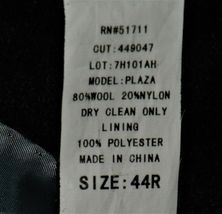 RN#51711
CUT:449047
LOT:7H101AH
MODEL:PLAZA
80%WOOL 20%NYLON
DRY CLEAN ONLY
LINING
100% POLYESTER
MADE IN CHINA
SIZE:44R